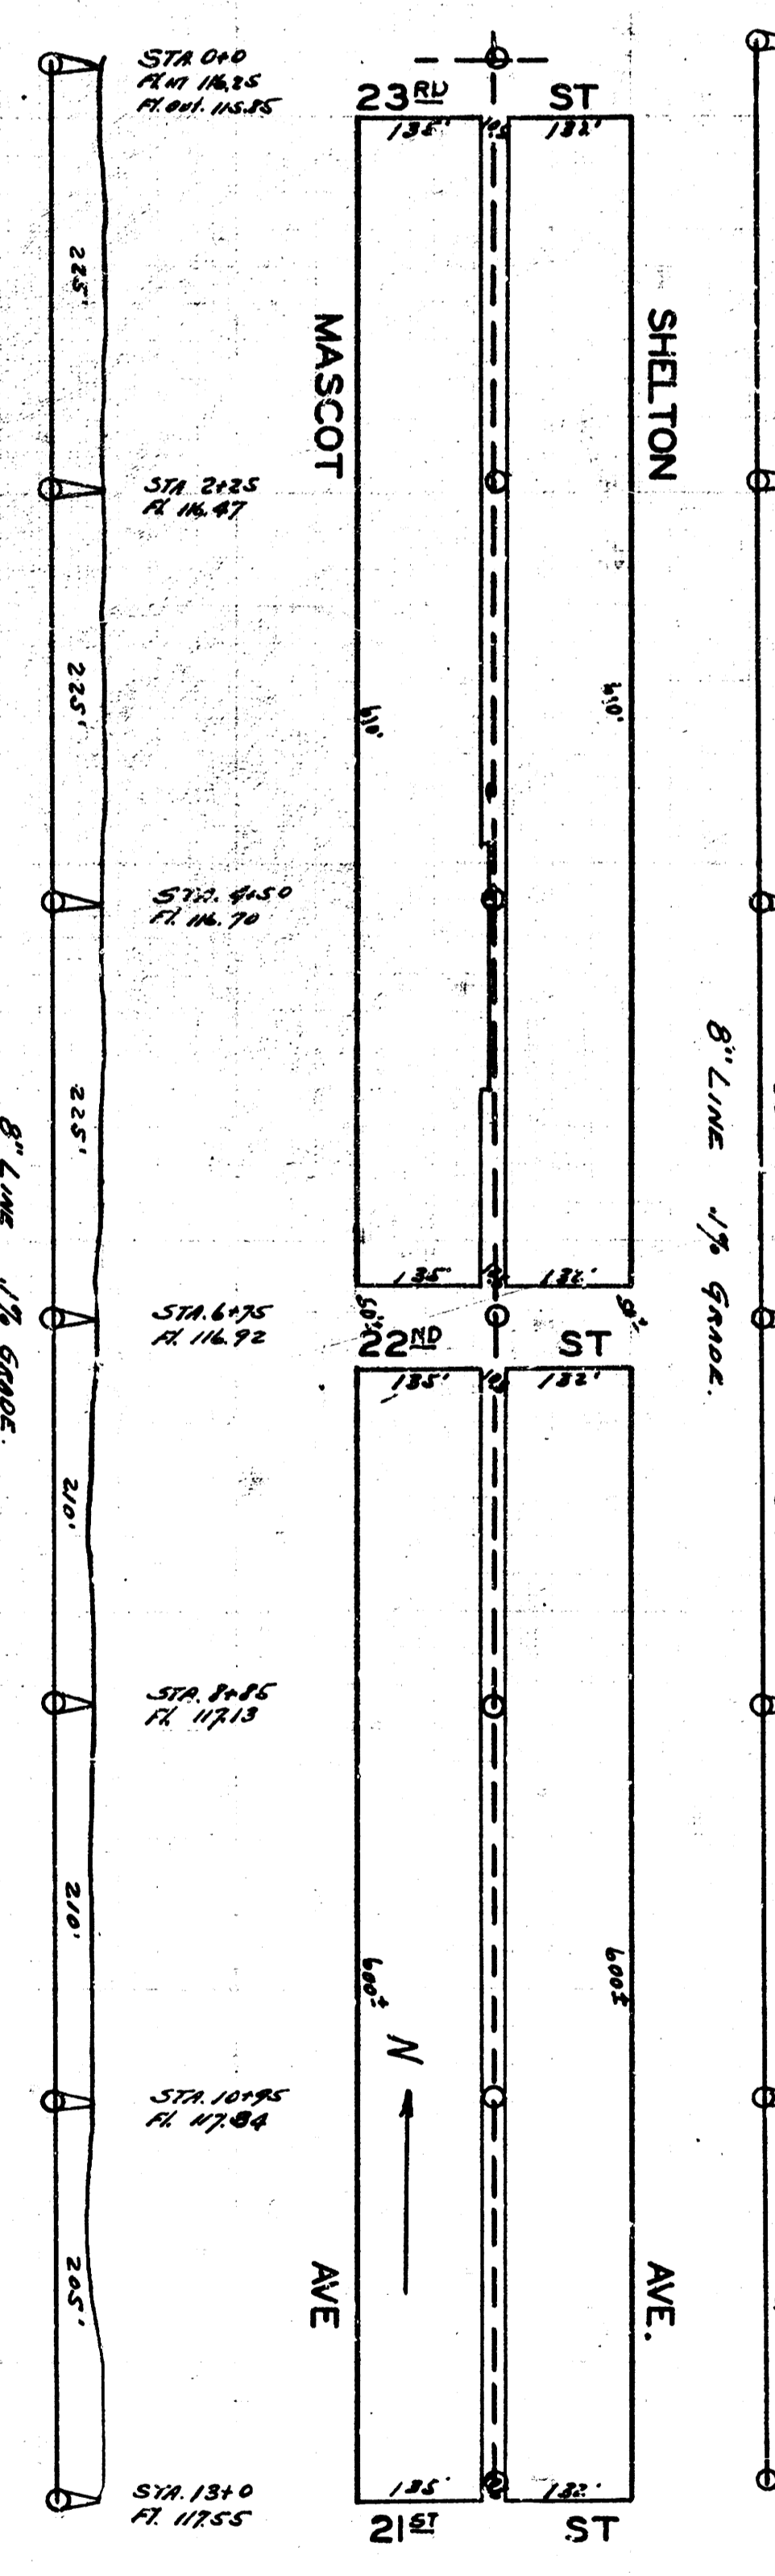 STA 0+0
Fl. IN 116.25
Fl. out. 115.85
23RD ST
135' 10' 132'
225'
MASCOT
SHELTON
STA 2+25
Fl. 116.47
225'
610'
610'
STA. 4+50
Fl. 116.70
225'
8" LINE .1% GRADE.
8" LINE .1% GRADE.
135' 132'
STA. 6+75
Fl. 116.92
50'±
50'±
22ND ST
135' 10' 132'
210'
STA. 8+85
Fl. 117.13
210'
600±
600±
N
STA. 10+95
Fl. 117.34
205'
AVE
AVE.
STA. 13+0
Fl. 117.55
135' 132'
21ST ST